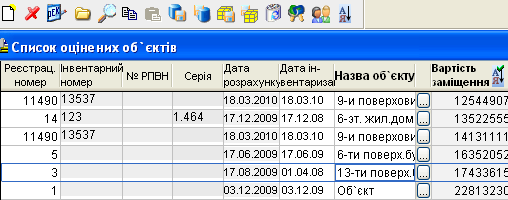 Список оцінених об`єктів
Реєстрац. номер Інвентарний номер № РПВН Серія Дата розрахунку Дата ін-вентариза Назва об`єкту Вартість заміщення
11490 13537 18.03.2010 18.03.10 9-и поверхови ... 12544907
14 123 1.464 17.12.2009 17.12.08 6-эт. жил.дом ... 13522555
11490 13537 18.03.2010 18.03.10 9-и поверхови ... 14131111
5 17.06.2009 17.06.09 6-ти поверх.бу ... 16352052
3 17.08.2009 01.04.08 13-ти поверх. ... 17433615
1 03.12.2009 03.12.09 Об`єкт ... 22813230